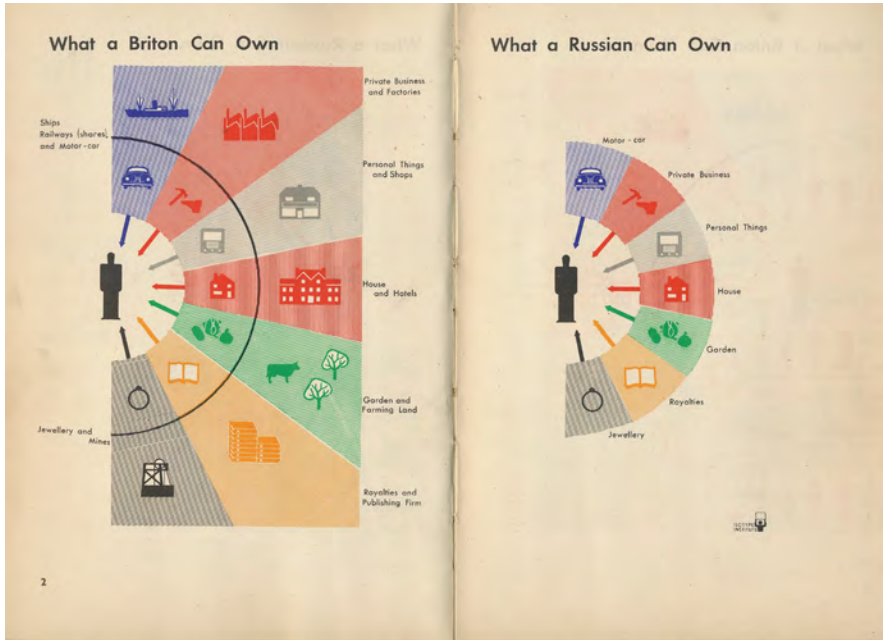 What a Briton Can Own
Private Business
and Factories
Ships
Railways (shares),
and Motor-car
Personal Things
and Shops
House
and Hotels
Garden and
Farming Land
Jewellery and
Mines
Royalties and
Publishing Firm
2
What a Russian Can Own
Motor-car
Private Business
Personal Things
House
Garden
Royalties
Jewellery
ISOTYPE
INSTITUTE